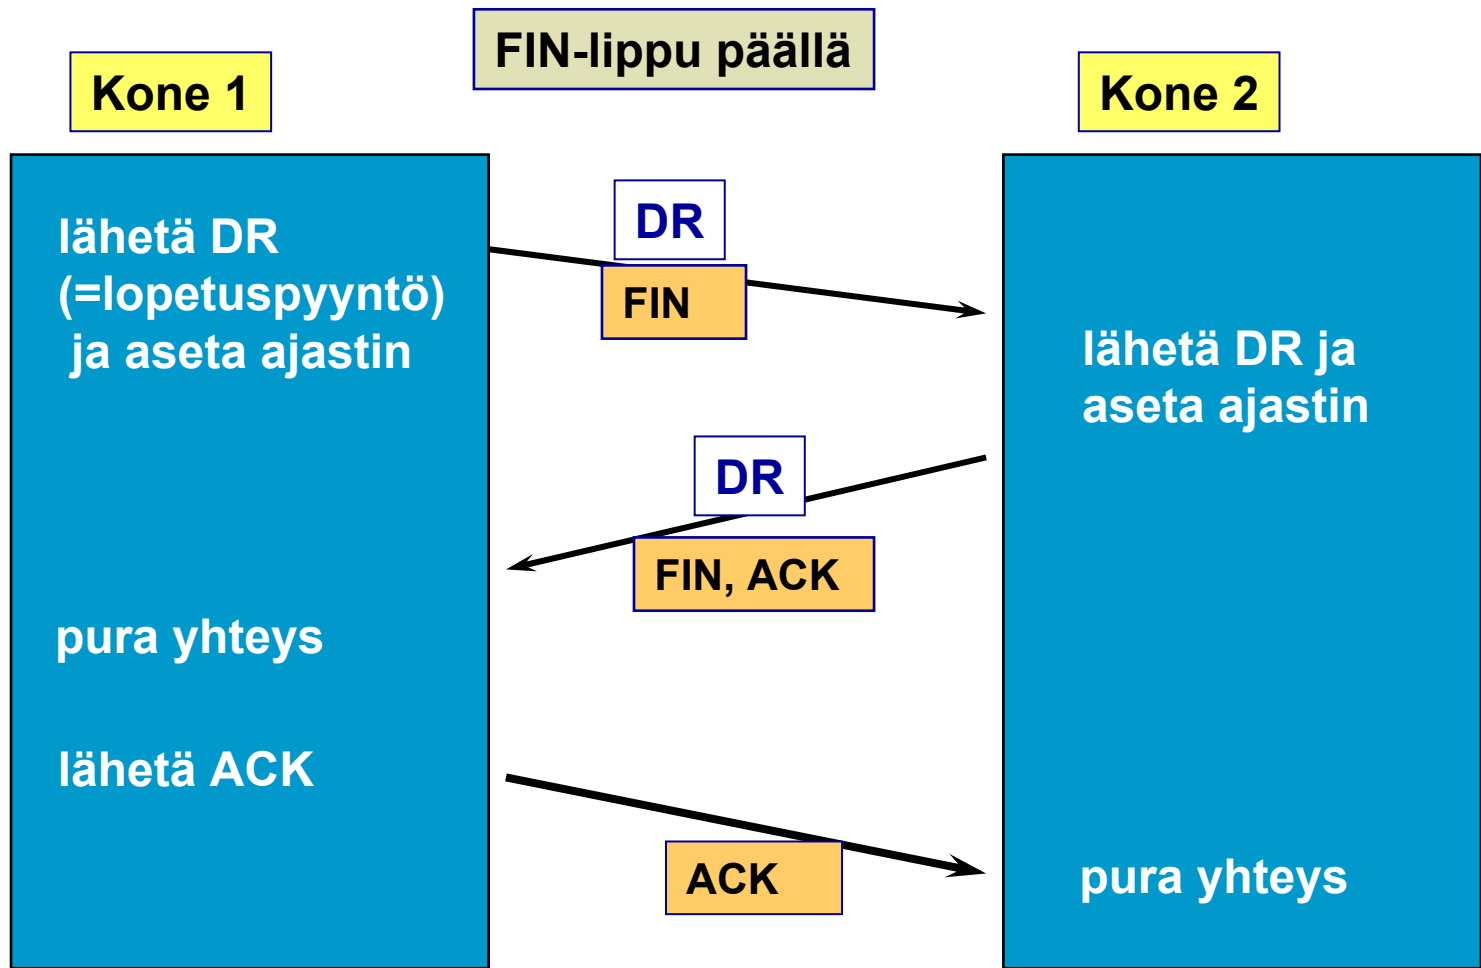 FIN-lippu päällä
Kone 1
Kone 2
lähetä DR
(=lopetuspyyntö)
ja aseta ajastin
DR
FIN
lähetä DR ja
aseta ajastin
DR
FIN, ACK
pura yhteys
lähetä ACK
ACK
pura yhteys